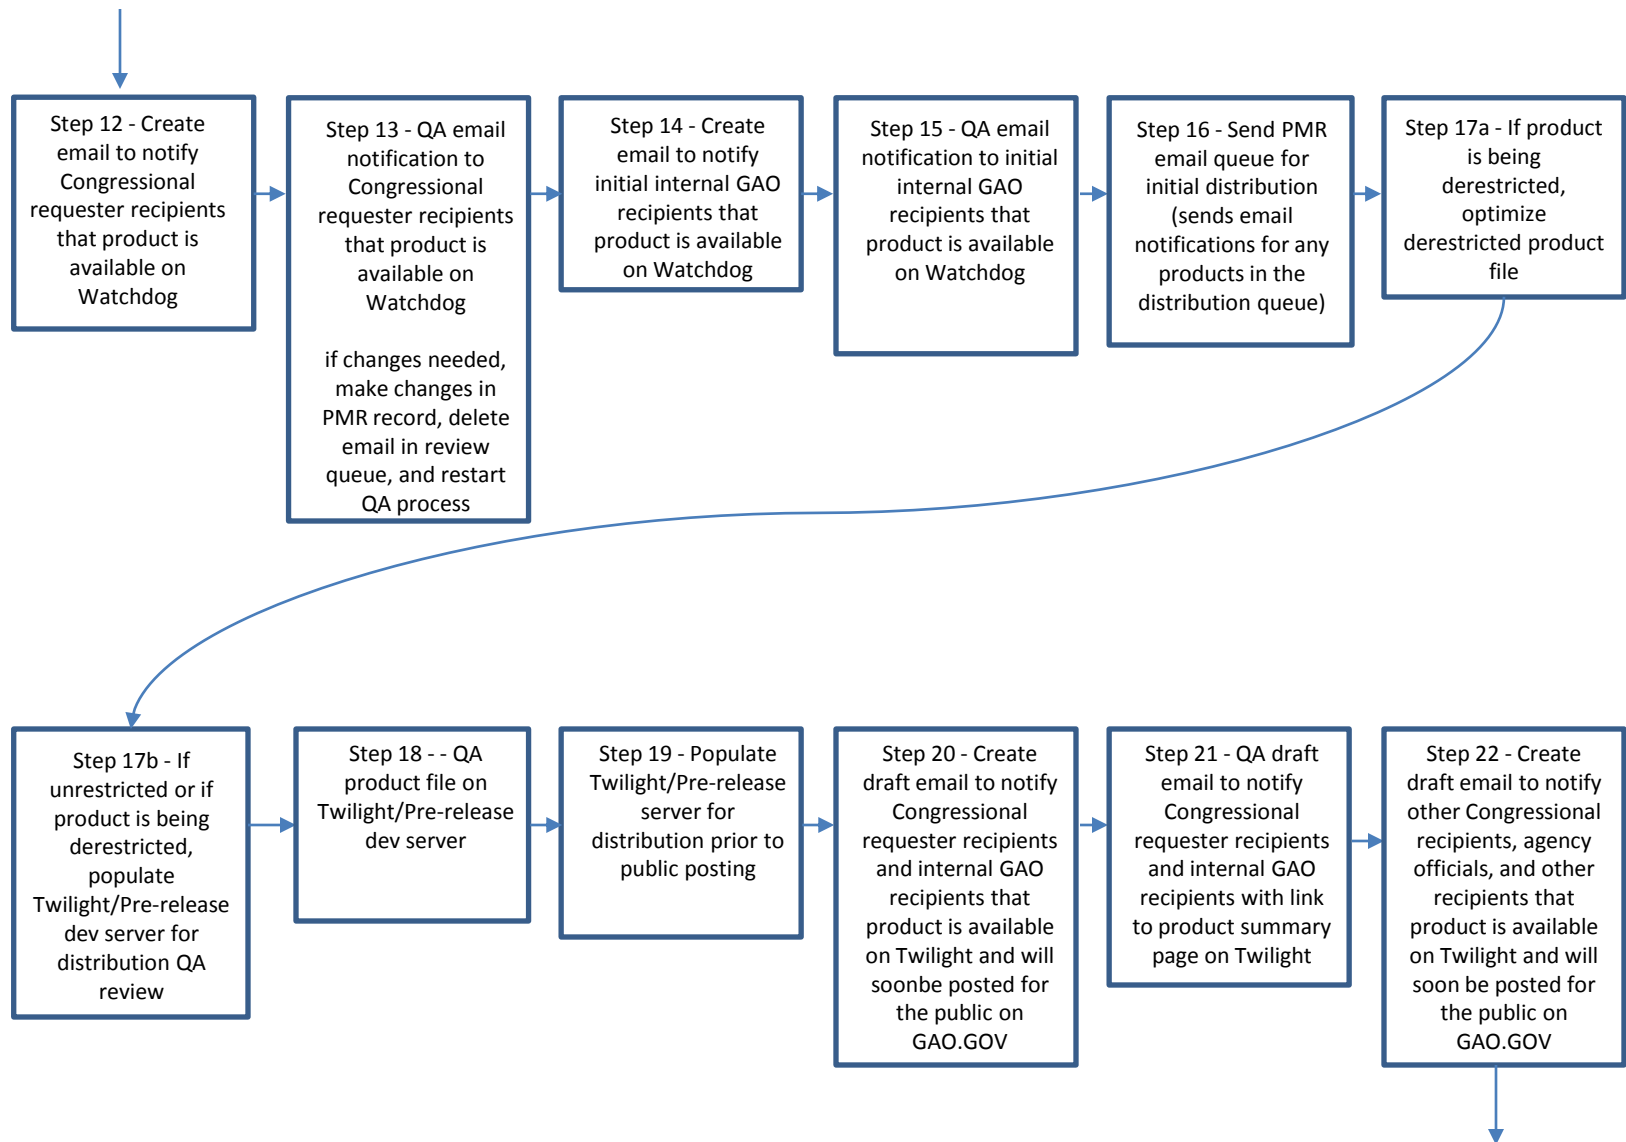 Step 12 - Create
email to notify
Congressional
requester recipients
that product is
available on
Watchdog
Step 13 - QA email
notification to
Congressional
requester recipients
that product is
available on
Watchdog
if changes needed,
make changes in
PMR record, delete
email in review
queue, and restart
QA process
Step 14 - Create
email to notify
initial internal GAO
recipients that
product is available
on Watchdog
Step 15 - QA email
notification to initial
internal GAO
recipients that
product is available
on Watchdog
Step 16 - Send PMR
email queue for
initial distribution
(sends email
notifications for any
products in the
distribution queue)
Step 17a - If product
is being
derestricted,
optimize
derestricted product
file
Step 17b - If
unrestricted or if
product is being
derestricted,
populate
Twilight/Pre-release
dev server for
distribution QA
review
Step 18 - - QA
product file on
Twilight/Pre-release
dev server
Step 19 - Populate
Twilight/Pre-release
server for
distribution prior to
public posting
Step 20 - Create
draft email to notify
Congressional
requester recipients
and internal GAO
recipients that
product is available
on Twilight and will
soonbe posted for
the public on
GAO.GOV
Step 21 - QA draft
email to notify
Congressional
requester recipients
and internal GAO
recipients with link
to product summary
page on Twilight
Step 22 - Create
draft email to notify
other Congressional
recipients, agency
officials, and other
recipients that
product is available
on Twilight and will
soon be posted for
the public on
GAO.GOV